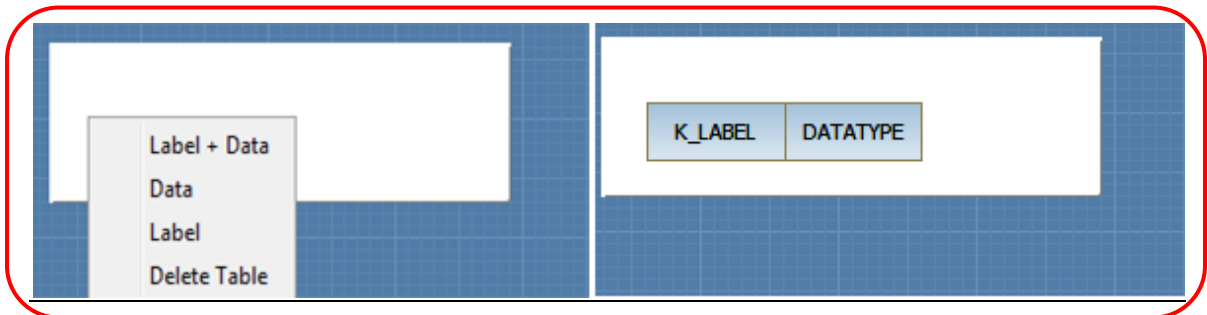 Label + Data
Data
Label
Delete Table
K_LABEL DATATYPE